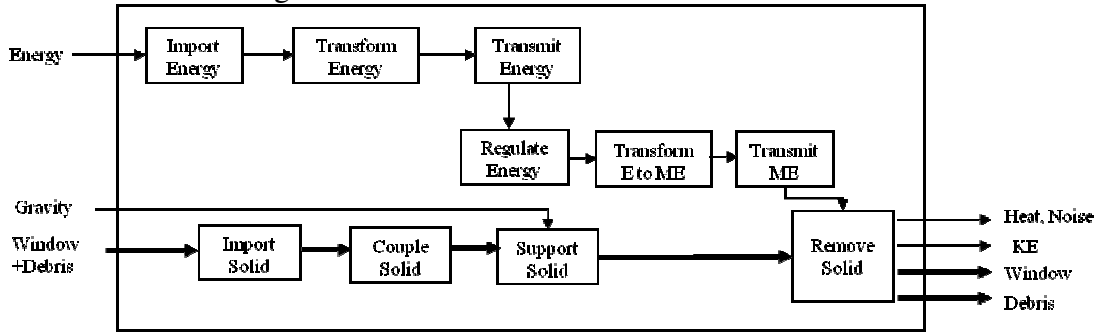 Energy
Import
Energy
Transform
Energy
Transmit
Energy
Regulate
Energy
Transform
E to ME
Transmit
ME
Gravity
Window
+Debris
Import
Solid
Couple
Solid
Support
Solid
Remove
Solid
Heat, Noise
KE
Window
Debris